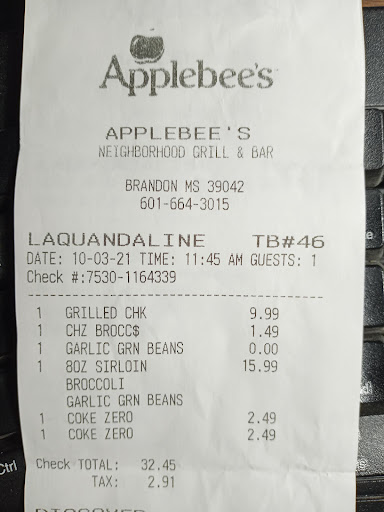 Applebee's
APPLEBEE'S
NEIGHBORHOOD GRILL & BAR
BRANDON MS 39042
601-664-3015
LAQUANDALINE TB#46
DATE: 10-03-21 TIME: 11:45 AM GUESTS: 1
Check #:7530-1164339
1 GRILLED CHK 9.99
1 CHZ BROCC$ 1.49
1 GARLIC GRN BEANS 0.00
1 8OZ SIRLOIN 15.99
BROCCOLI
GARLIC GRN BEANS
1 COKE ZERO 2.49
1 COKE ZERO 2.49
Check TOTAL: 32.45
TAX: 2.91
Ctrl